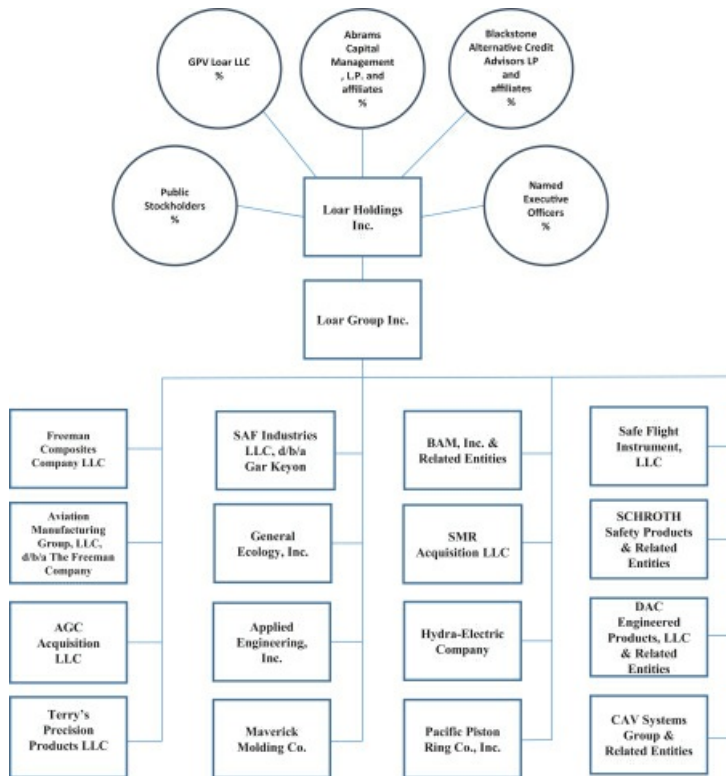 GPV Loar LLC
%
Abrams
Capital
Management
, L.P. and
affiliates
%
Blackstone
Alternative Credit
Advisors LP
and
affiliates
%
Public
Stockholders
%
Loar Holdings
Inc.
Named
Executive
Officers
%
Loar Group Inc.
Freeman
Composites
Company LLC
SAF Industries
LLC, d/b/a
Gar Keyon
BAM, Inc. &
Related Entities
Safe Flight
Instrument,
LLC
Aviation
Manufacturing
Group, LLC,
d/b/a The Freeman
Company
General
Ecology, Inc.
SMR
Acquisition LLC
SCHROTH
Safety Products
& Related
Entities
AGC
Acquisition
LLC
Applied
Engineering,
Inc.
Hydra-Electric
Company
DAC
Engineered
Products, LLC
& Related
Entities
Terry's
Precision
Products LLC
Maverick
Molding Co.
Pacific Piston
Ring Co., Inc.
CAV Systems
Group &
Related Entities